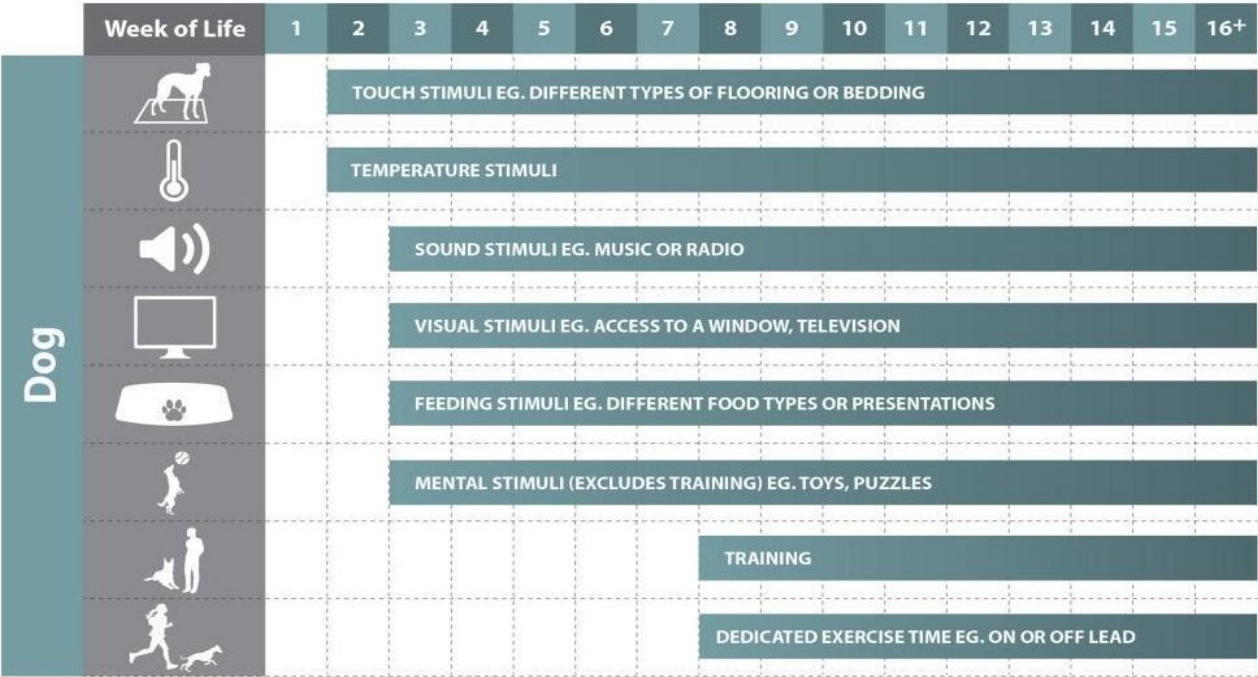 Week of Life 1 2 3 4 5 6 7 8 9 10 11 12 13 14 15 16+
Dog
TOUCH STIMULI EG. DIFFERENT TYPES OF FLOORING OR BEDDING
TEMPERATURE STIMULI
SOUND STIMULI EG. MUSIC OR RADIO
VISUAL STIMULI EG. ACCESS TO A WINDOW, TELEVISION
FEEDING STIMULI EG. DIFFERENT FOOD TYPES OR PRESENTATIONS
MENTAL STIMULI (EXCLUDES TRAINING) EG. TOYS, PUZZLES
TRAINING
DEDICATED EXERCISE TIME EG. ON OR OFF LEAD